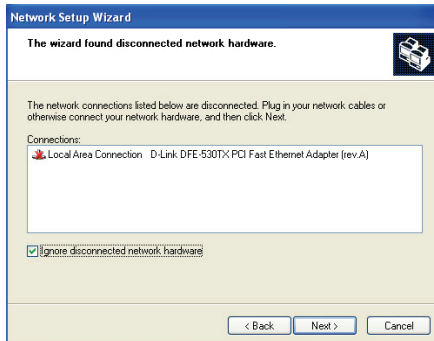 Network Setup Wizard
The wizard found disconnected network hardware.
The network connections listed below are disconnected. Plug in your network cables or
otherwise connect your network hardware, and then click Next.
Connections:
Local Area Connection D-Link DFE-530TX PCI Fast Ethernet Adapter (rev.A)
Ignore disconnected network hardware
< Back Next > Cancel